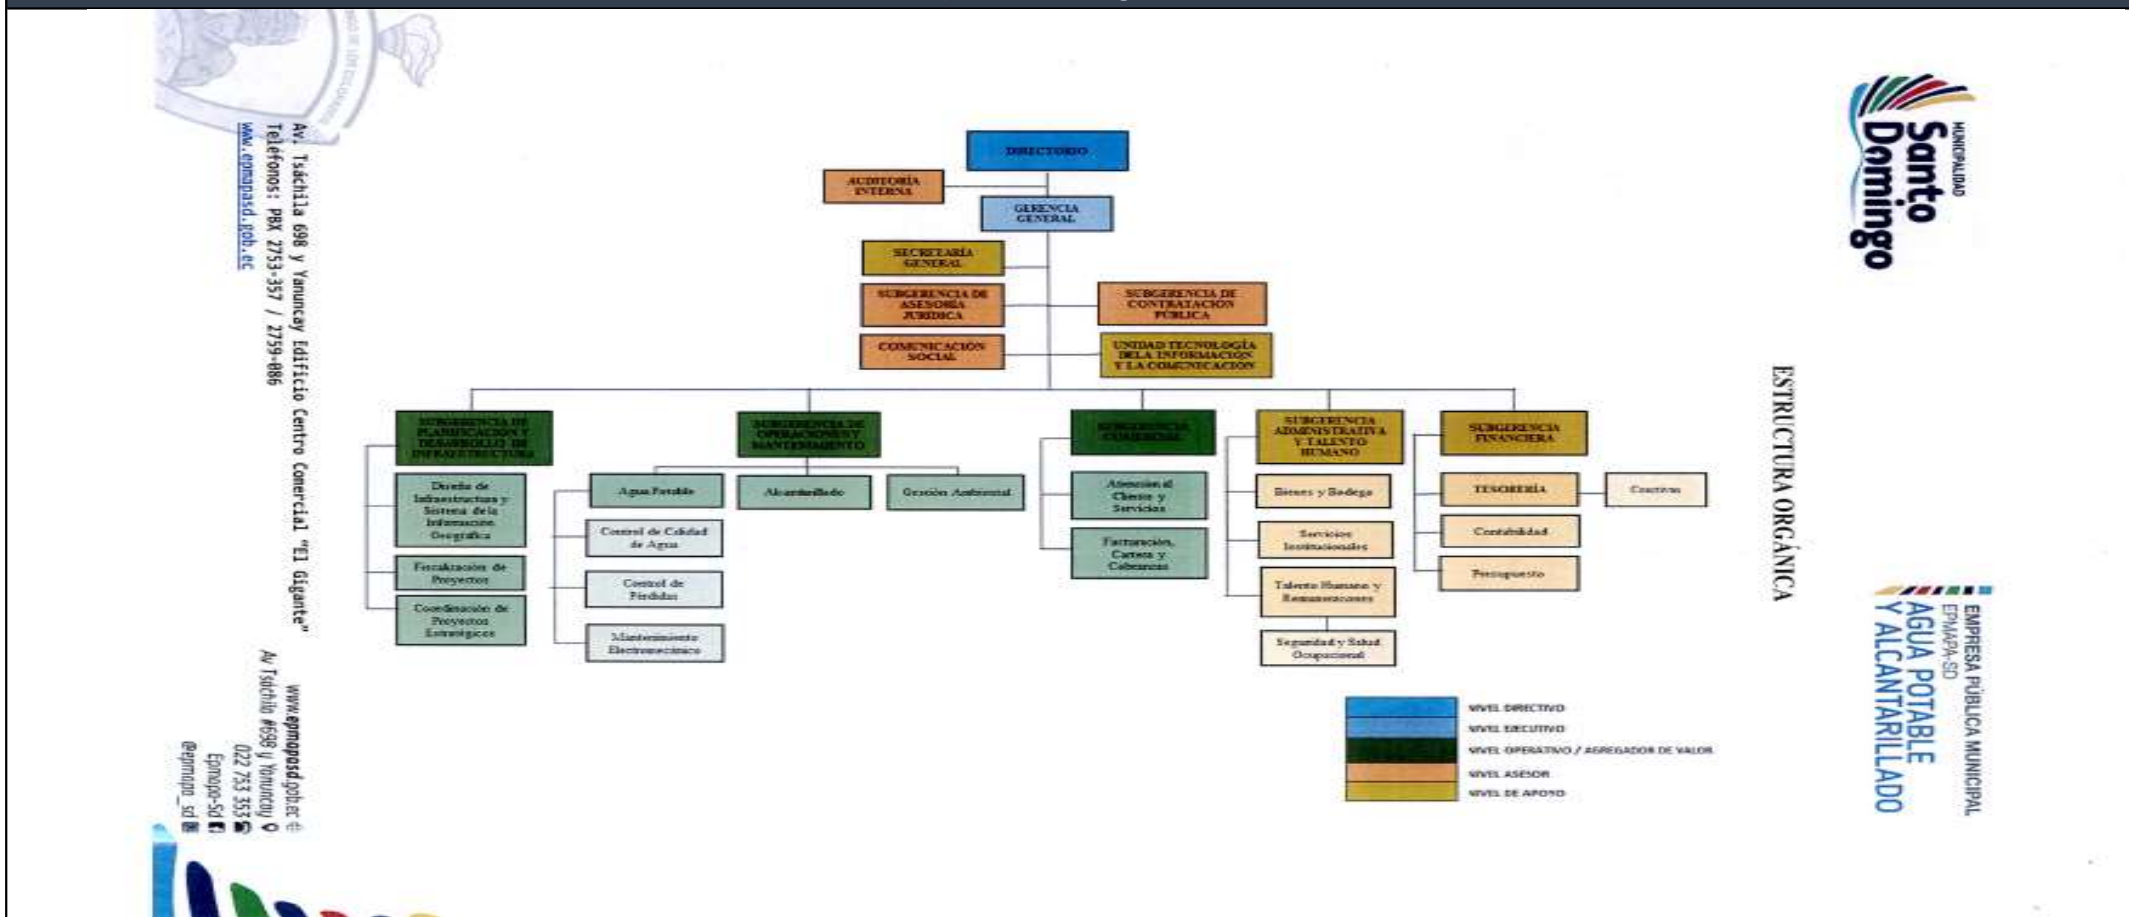 MUNICIPALIDAD
Santo
Domingo
EMPRESA PÚBLICA MUNICIPAL
EPMAPA-SD
AGUA POTABLE
Y ALCANTARILLADO
ESTRUCTURA ORGÁNICA
DIRECTORIO
AUDITORÍA
INTERNA
GERENCIA
GENERAL
SECRETARÍA
GENERAL
SUBGERENCIA DE
ASESORÍA
JURÍDICA
SUBGERENCIA DE
CONTRATACIÓN
PÚBLICA
COMUNICACIÓN
SOCIAL
UNIDAD TECNOLOGÍA
DE LA INFORMACIÓN
Y LA COMUNICACIÓN
SUBGERENCIA DE
PLANIFICACIÓN Y
DESARROLLO DE
INFRAESTRUCTURA
Diseño de
Infraestructura y
Sistema de la
Información
Geográfica
Fiscalización de
Proyectos
Coordinación de
Proyectos
Estratégicos
SUBGERENCIA DE
OPERACIONES Y
MANTENIMIENTO
Agua Potable
Alcantarillado
Gestión Ambiental
Control de Calidad
de Agua
Control de
Pérdidas
Mantenimiento
Electromecánico
SUBGERENCIA
COMERCIAL
Atención al
Cliente y
Servicios
Facturación,
Cartera y
Cobranzas
SUBGERENCIA
ADMINISTRATIVA
Y TALENTO
HUMANO
Bienes y Bodega
Servicios
Institucionales
Talento Humano y
Remuneraciones
Seguridad y Salud
Ocupacional
SUBGERENCIA
FINANCIERA
TESORERÍA
Coactivas
Contabilidad
Presupuesto
NIVEL DIRECTIVO
NIVEL EJECUTIVO
NIVEL OPERATIVO / AGREGADOR DE VALOR
NIVEL ASESOR
NIVEL DE APOYO
Av. Tsáchila 698 y Yanuncay Edificio Centro Comercial "El Gigante"
Teléfonos: PBX 2753-357 / 2759-086
www.epmapasd.gob.ec
www.epmapasd.gob.ec
Av Tsáchila #698 y Yanuncay
022 753 353
Epmapa-Sd
@epmapa_sd